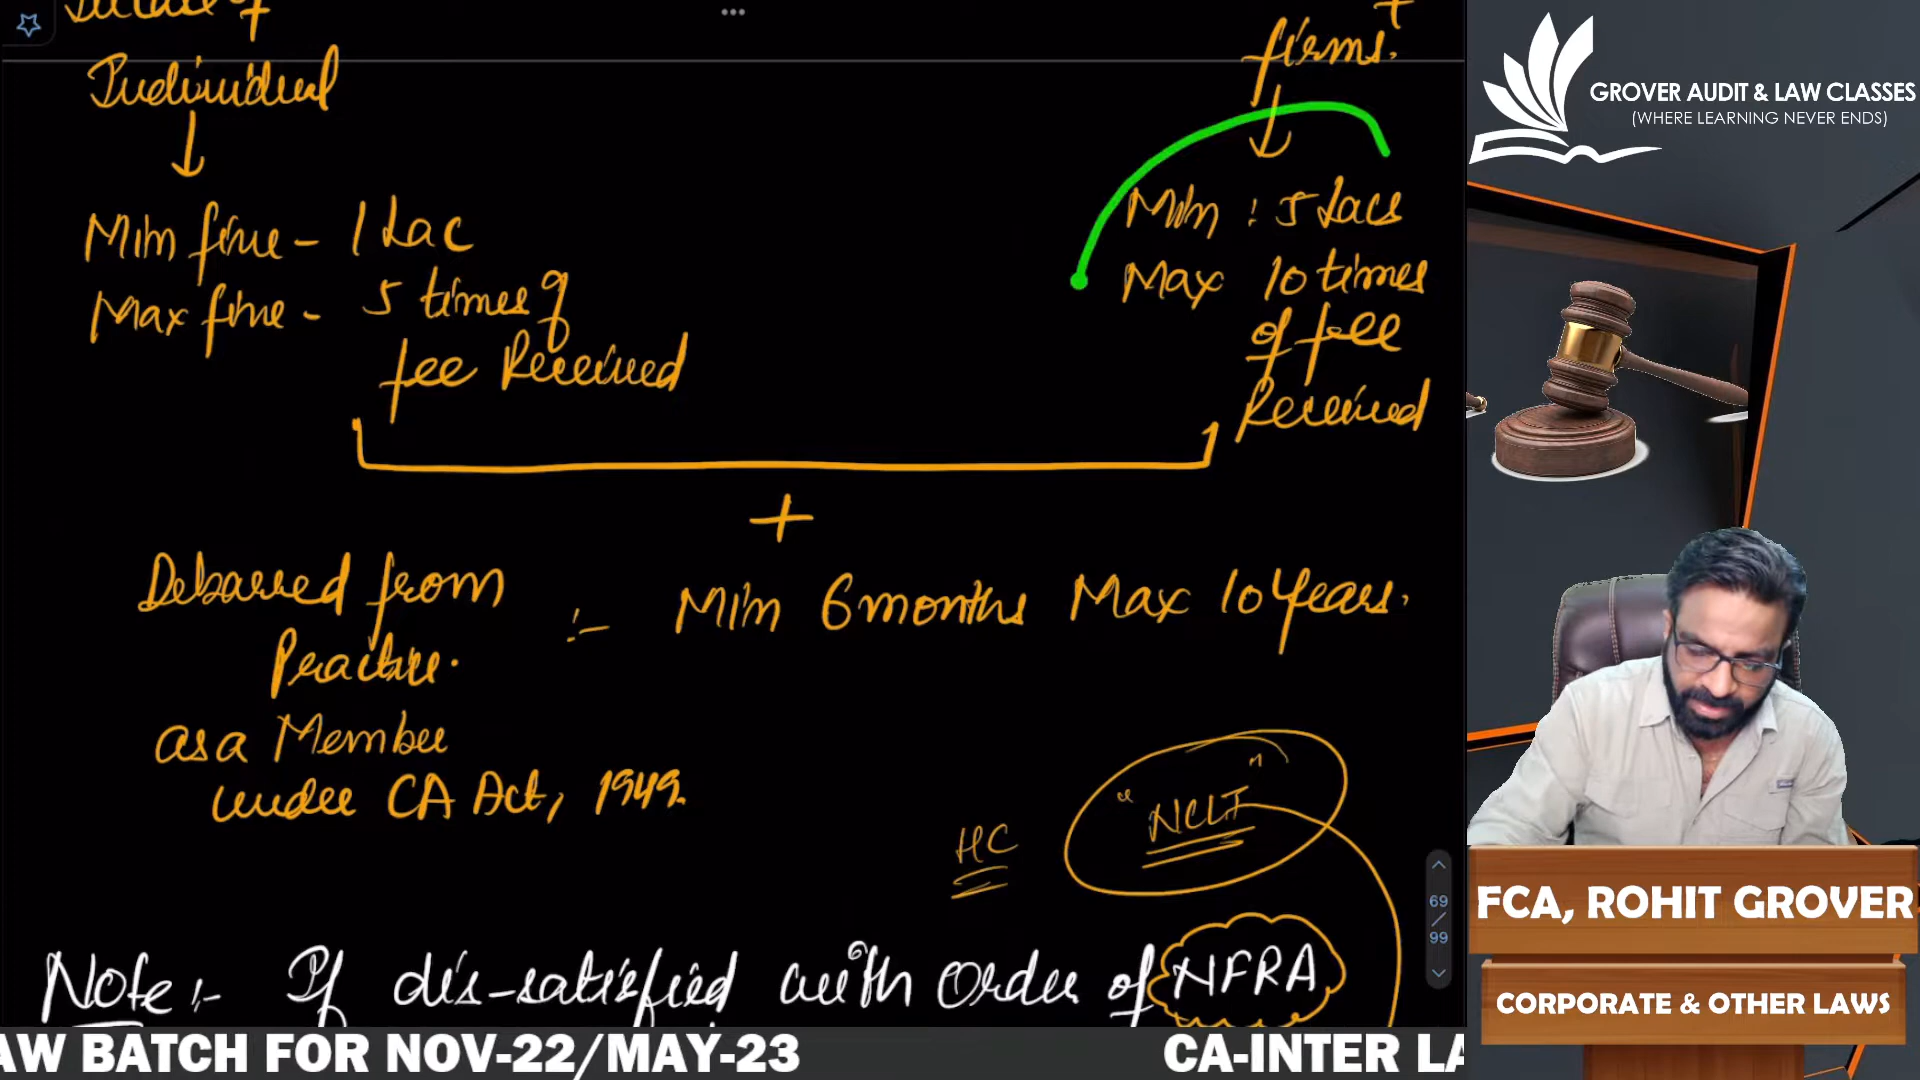 Individual
Min fine - 1 Lac
Max fine - 5 times of
fee Received
firms.
Min : 5 Lacs
Max 10 times
of fee
Received
+
Debarred from
Practice.
:- Min 6 months Max 10 Years.
as a Member
under CA Act, 1949.
HC
"NCLT"
Note :- If dis-satisfied with Order of NFRA
69
99
GROVER AUDIT & LAW CLASSES
(WHERE LEARNING NEVER ENDS)
FCA, ROHIT GROVER
CORPORATE & OTHER LAWS
AW BATCH FOR NOV-22/MAY-23
CA-INTER LA